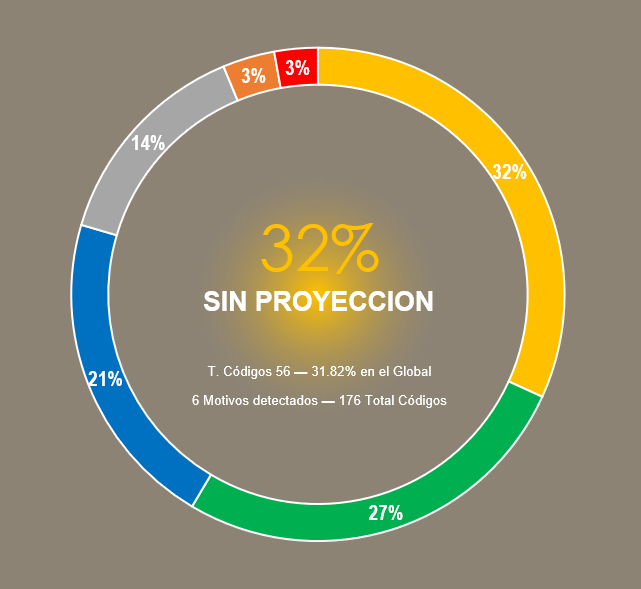 3%
3%
14%
32%
32%
SIN PROYECCION
T. Códigos 56 — 31.82% en el Global
21%
6 Motivos detectados — 176 Total Códigos
27%